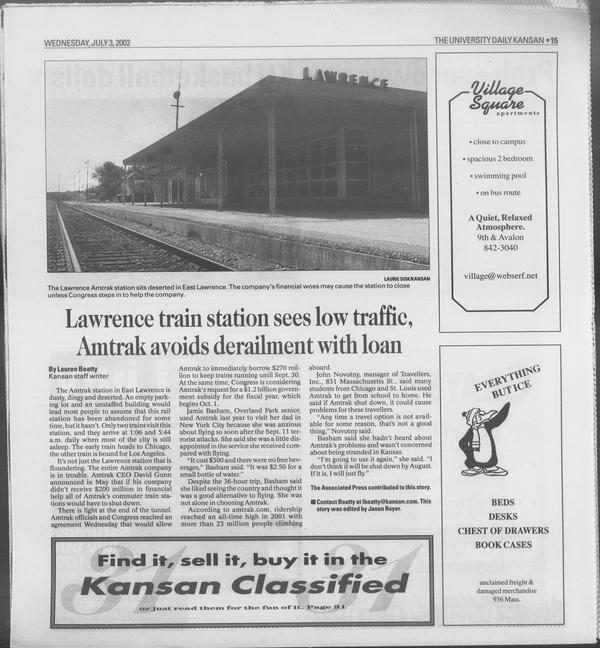 WEDNESDAY, JULY 3, 2002
THE UNIVERSITY DAILY KANSAN • 15
LAWRENCE
LAURIE SISK/KANSAN
The Lawrence Amtrak station sits deserted in East Lawrence. The company's financial woes may cause the station to close
unless Congress steps in to help the company.
Lawrence train station sees low traffic,
Amtrak avoids derailment with loan
By Lauren Beatty
Kansan staff writer
The Amtrak station in East Lawrence is
dusty, dingy and deserted. An empty park-
ing lot and an unstaffed building would
lead most people to assume that this rail
station has been abandoned for some
time, but it hasn't. Only two trains visit this
station, and they arrive at 1:06 and 5:44
a.m. daily when most of the city is still
asleep. The early train heads to Chicago,
the other train is bound for Los Angeles.
It's not just the Lawrence station that is
floundering. The entire Amtrak company
is in trouble. Amtrak CEO David Gunn
announced in May that if his company
didn't receive $200 million in financial
help all of Amtrak's commuter train sta-
tions would have to shut down.
There is light at the end of the tunnel.
Amtrak officials and Congress reached an
agreement Wednesday that would allow
Amtrak to immediately borrow $270 mil-
lion to keep trains running until Sept. 30.
At the same time, Congress is considering
Amtrak's request for a $1.2 billion govern-
ment subsidy for the fiscal year, which
begins Oct. 1.
Jamie Basham, Overland Park senior,
used Amtrak last year to visit her dad in
New York City because she was anxious
about flying so soon after the Sept. 11 ter-
rorist attacks. She said she was a little dis-
appointed in the service she received com-
pared with flying.
"It cost $500 and there were no free bev-
erages," Basham said. "It was $2.50 for a
small bottle of water."
Despite the 36-hour trip, Basham said
she liked seeing the country and thought it
was a good alternative to flying. She was
not alone in choosing Amtrak.
According to amtrak.com, ridership
reached an all-time high in 2001 with
more than 23 million people climbing
aboard.
John Novotny, manager of Travellers,
Inc., 831 Massachusetts St., said many
students from Chicago and St. Louis used
Amtrak to get from school to home. He
said if Amtrak shut down, it could cause
problems for these travellers.
"Any time a travel option is not avail-
able for some reason, that's not a good
thing," Novotny said.
Basham said she hadn't heard about
Amtrak's problems and wasn't concerned
about being stranded in Kansas.
"I'm going to use it again," she said. "I
don't think it will be shut down by August.
If it is, I will just fly."
The Associated Press contributed to this story.
■ Contact Beatty at lbeatty@kansan.com. This
story was edited by Jason Royer.
31
31
Find it, sell it, buy it in the
Kansan Classified
or just read them for the fun of it. Page 31
Village
Square
apartments
• close to campus
• spacious 2 bedroom
• swimming pool
• on bus route
A Quiet, Relaxed
Atmosphere.
9th & Avalon
842-3040
village@webserf.net
EVERYTHING
BUT ICE
BEDS
DESKS
CHEST OF DRAWERS
BOOK CASES
unclaimed freight &
damaged merchandise
936 Mass.